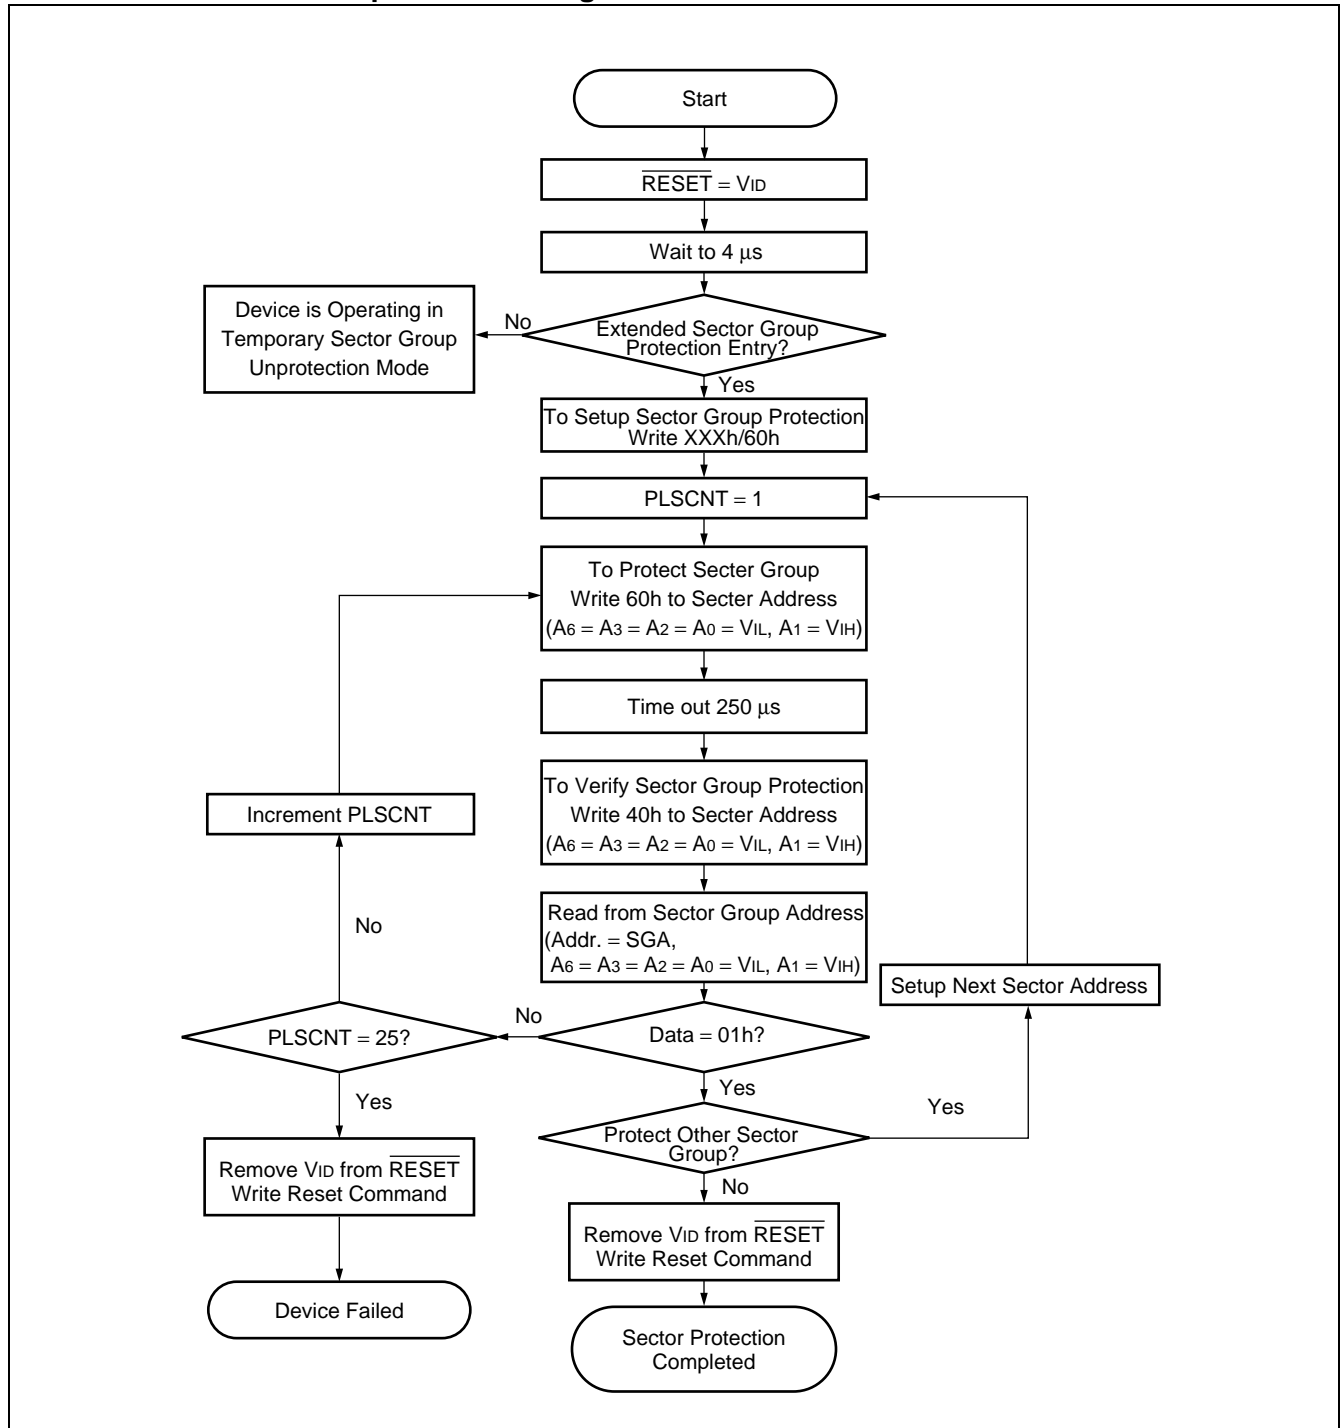 Start
RESET = VID
Wait to 4 μs
Device is Operating in
Temporary Sector Group
Unprotection Mode
No
Extended Sector Group
Protection Entry?
Yes
To Setup Sector Group Protection
Write XXXh/60h
PLSCNT = 1
To Protect Secter Group
Write 60h to Secter Address
(A6 = A3 = A2 = A0 = VIL, A1 = VIH)
Time out 250 μs
To Verify Sector Group Protection
Write 40h to Secter Address
(A6 = A3 = A2 = A0 = VIL, A1 = VIH)
Increment PLSCNT
Read from Sector Group Address
(Addr. = SGA,
A6 = A3 = A2 = A0 = VIL, A1 = VIH)
No
Setup Next Sector Address
PLSCNT = 25?
No
Data = 01h?
Yes
Yes
Yes
Protect Other Sector
Group?
No
Remove VID from RESET
Write Reset Command
Remove VID from RESET
Write Reset Command
Device Failed
Sector Protection
Completed